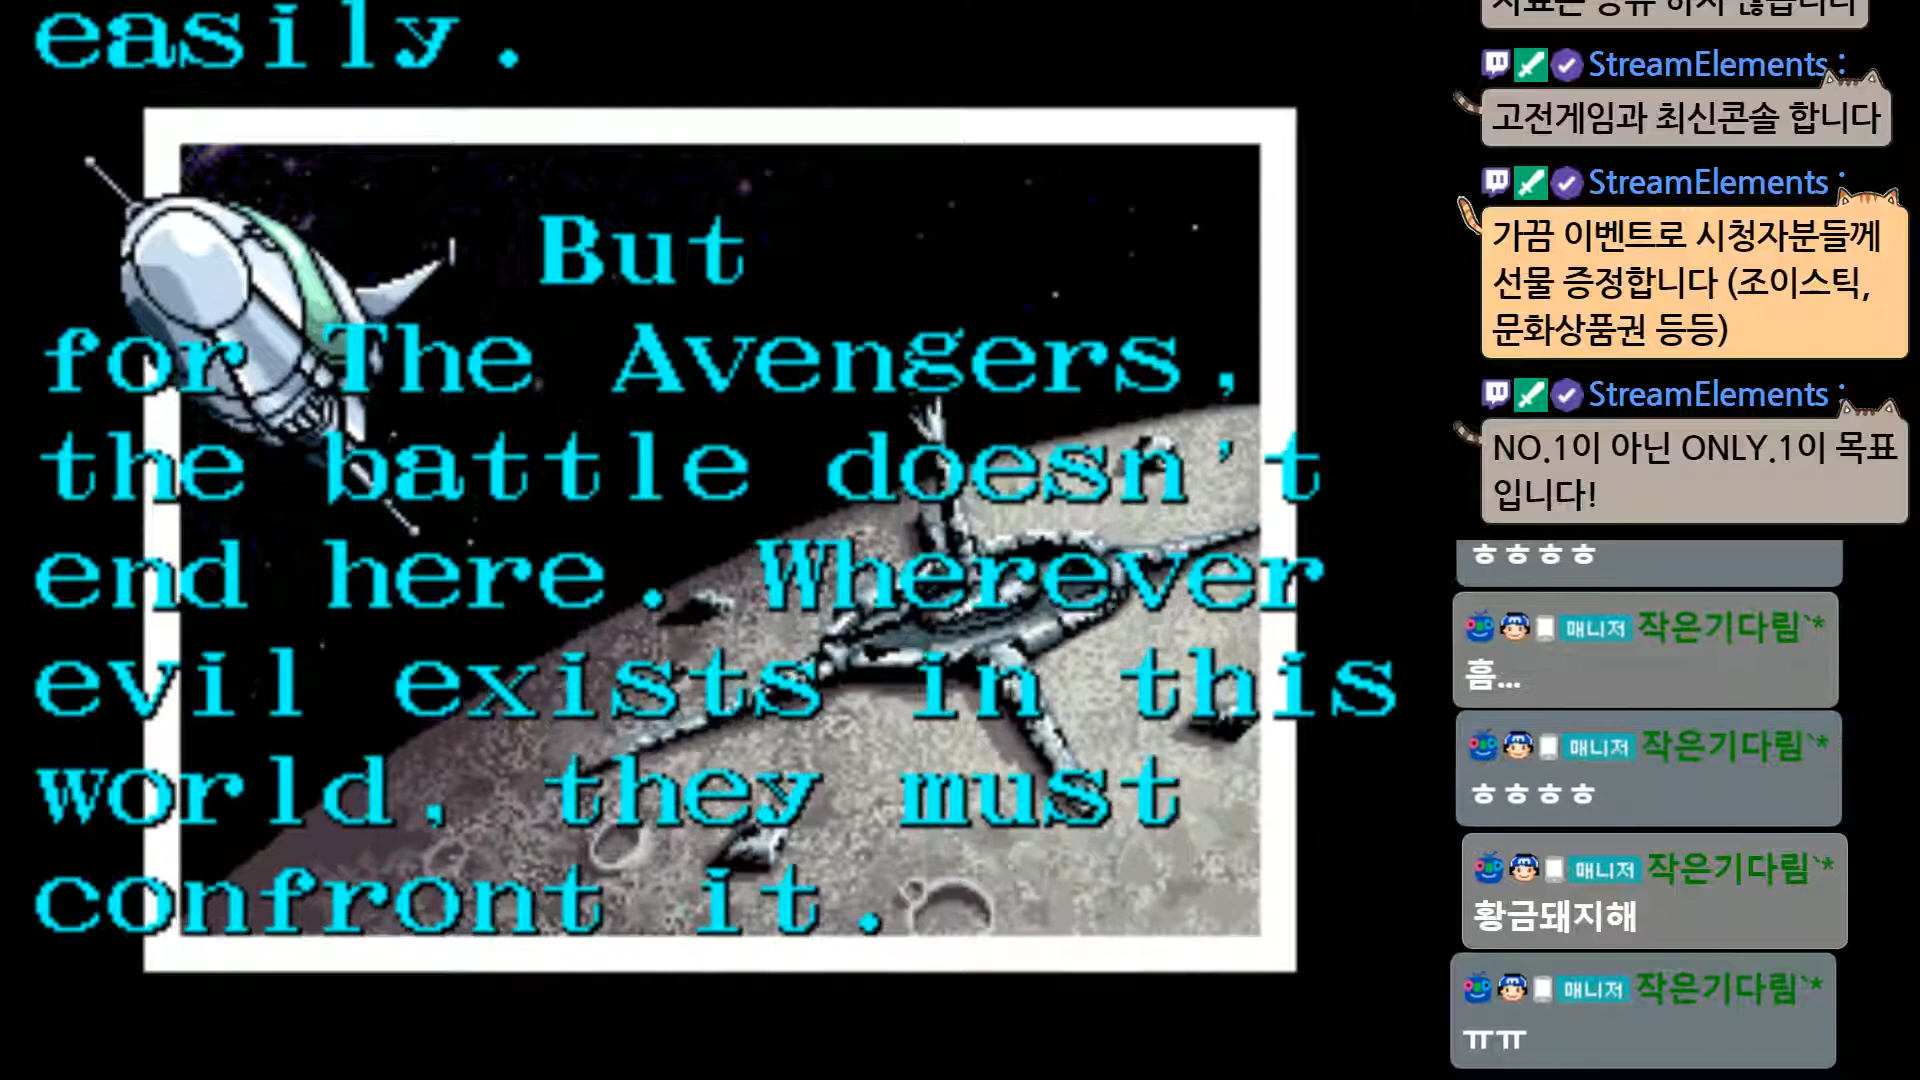 easily.
But
for The Avengers,
the battle doesn't
end here. Wherever
evil exists in this
world, they must
confront it.
StreamElements :
고전게임과 최신콘솔 합니다
StreamElements :
가끔 이벤트로 시청자분들께
선물 증정합니다 (조이스틱,
문화상품권 등등)
StreamElements :
NO.1이 아닌 ONLY.1이 목표
입니다!
ㅎㅎㅎㅎ
매니저 작은기다림`*
흠...
매니저 작은기다림`*
ㅎㅎㅎㅎ
매니저 작은기다림`*
황금돼지해
매니저 작은기다림`*
ㅠㅠ